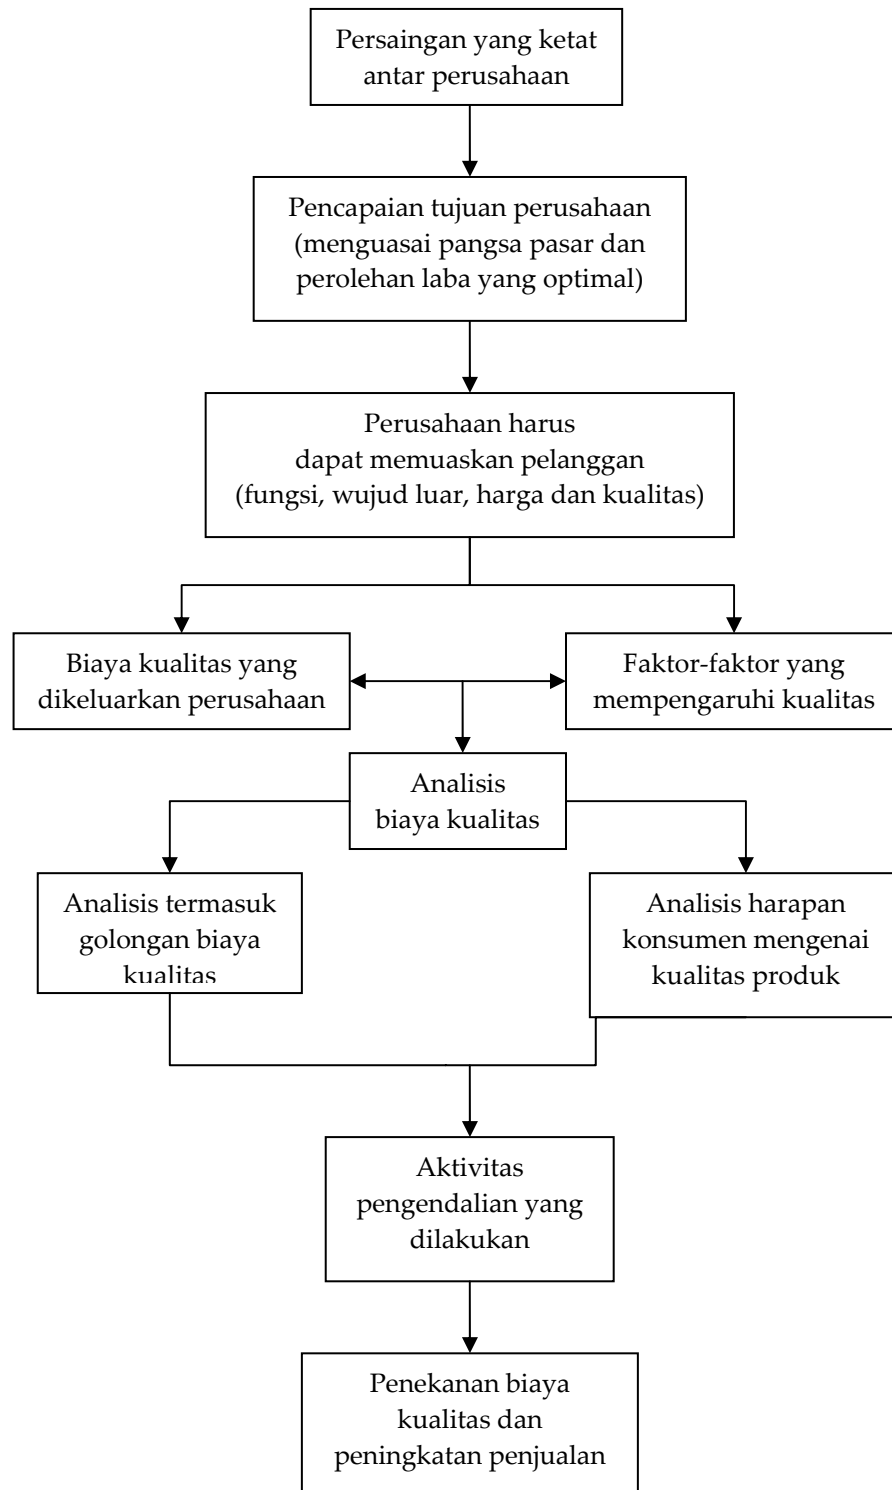 Persaingan yang ketat
antar perusahaan
Pencapaian tujuan perusahaan
(menguasai pangsa pasar dan
perolehan laba yang optimal)
Perusahaan harus
dapat memuaskan pelanggan
(fungsi, wujud luar, harga dan kualitas)
Biaya kualitas yang
dikeluarkan perusahaan
Faktor-faktor yang
mempengaruhi kualitas
Analisis
biaya kualitas
Analisis termasuk
golongan biaya
kualitas
Analisis harapan
konsumen mengenai
kualitas produk
Aktivitas
pengendalian yang
dilakukan
Penekanan biaya
kualitas dan
peningkatan penjualan